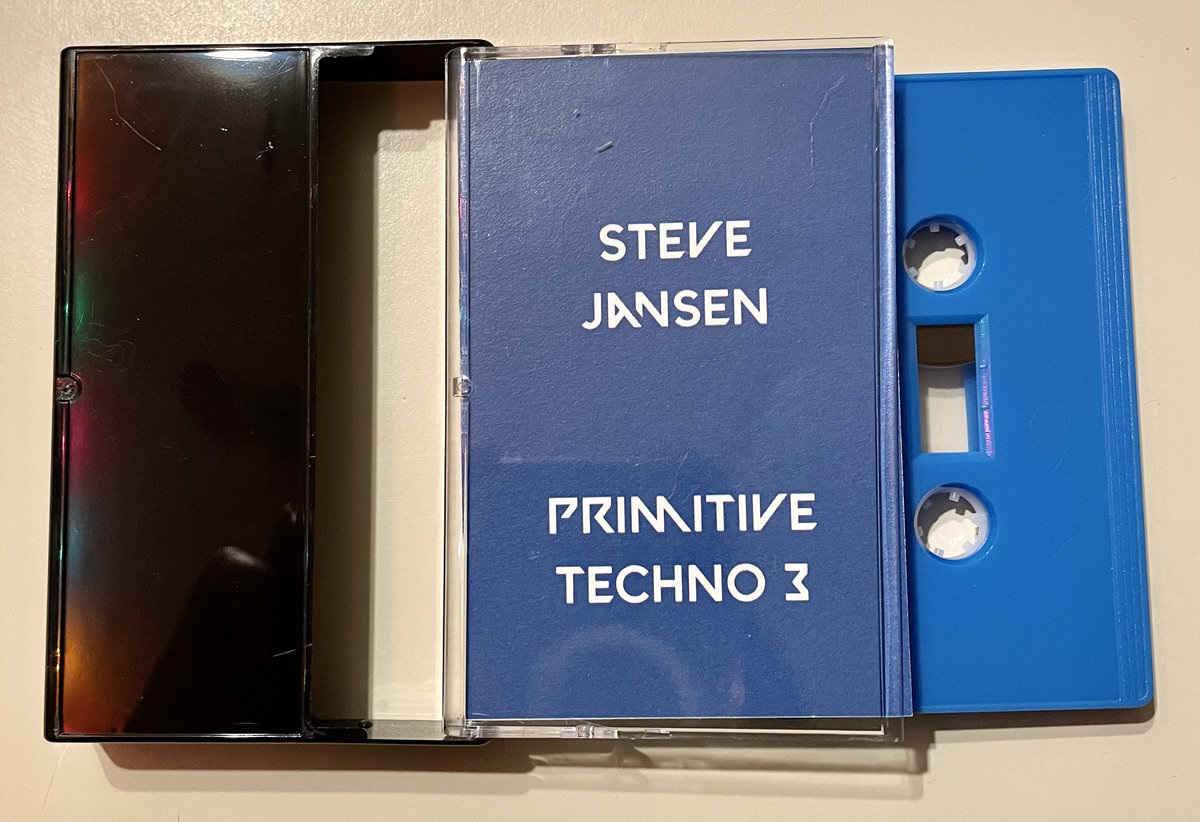 STEVE
JANSEN
PRIMITIVE
TECHNO 3